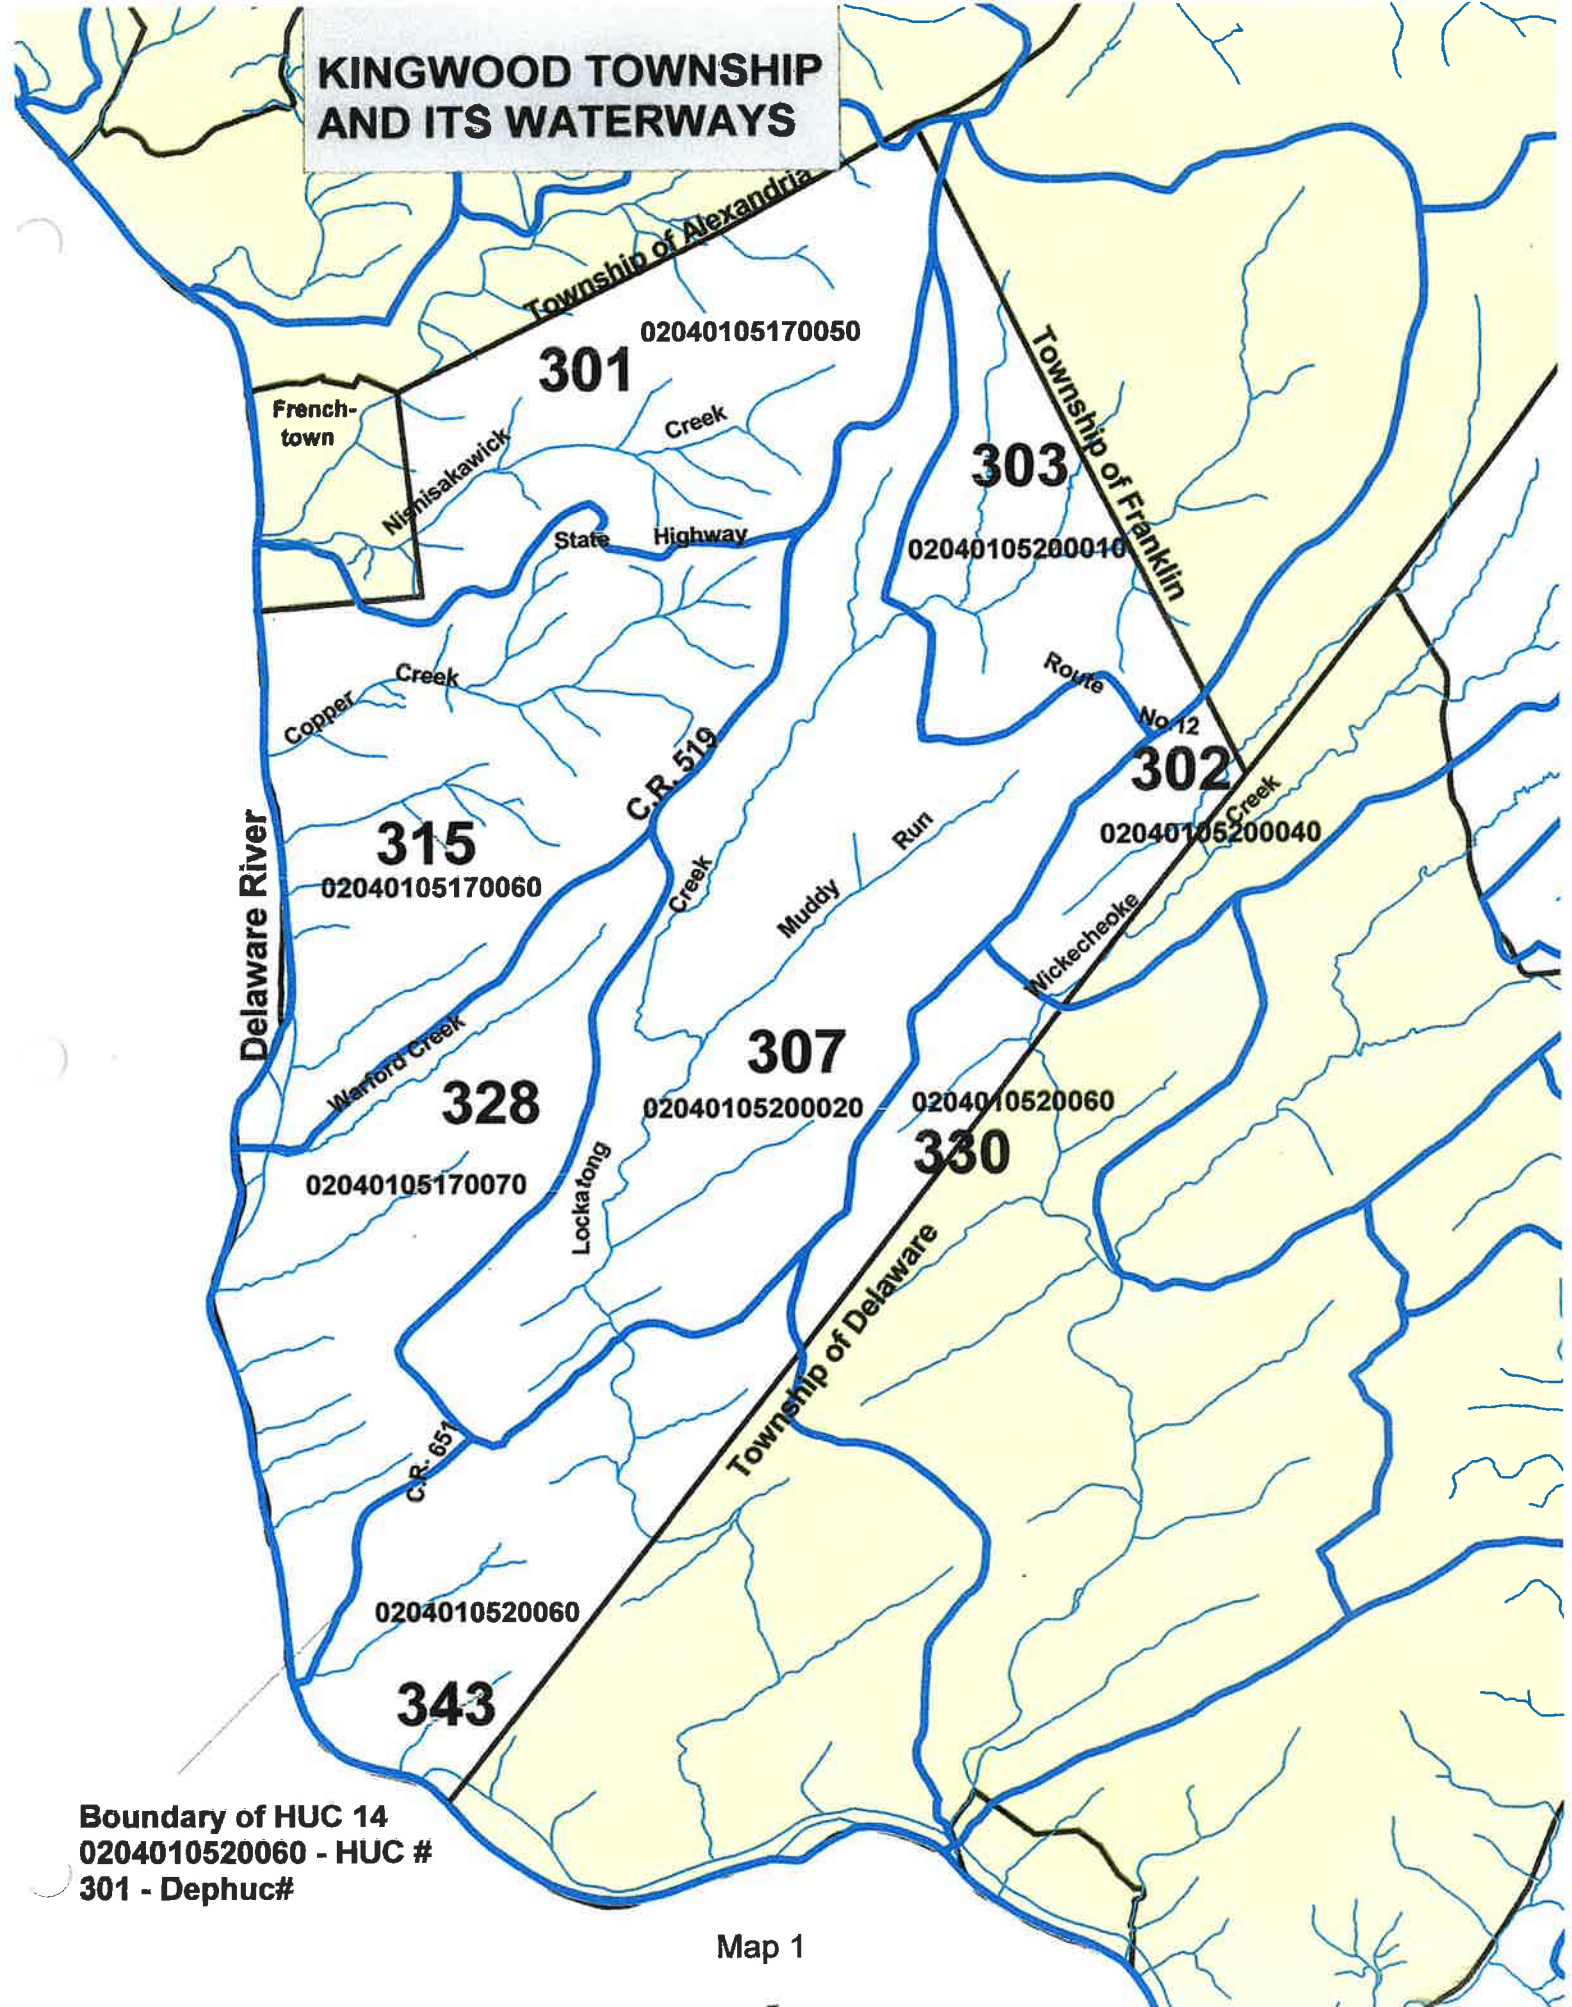 KINGWOOD TOWNSHIP
AND ITS WATERWAYS
Township of Alexandria
02040105170050
301
French-
town
Nisnisakawick
Creek
303
Township of Franklin
State
Highway
02040105200010
Creek
Copper
Route
No.12
C.R. 519
302
Creek
02040105200040
315
02040105170060
Delaware River
Creek
Muddy
Run
Wickecheoke
Warford Creek
328
307
02040105200020
0204010520060
330
02040105170070
Lockatong
Township of Delaware
C.R. 651
0204010520060
343
Boundary of HUC 14
0204010520060 - HUC #
301 - Dephuc#
Map 1